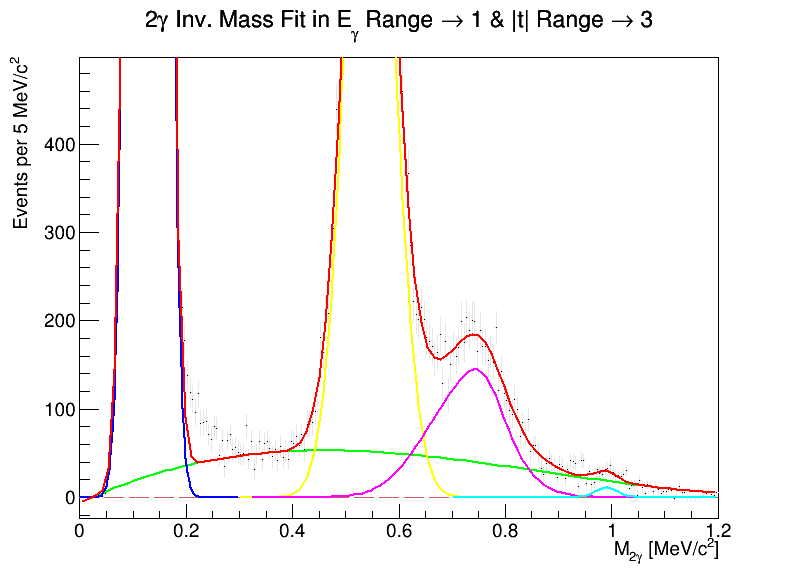 2γ Inv. Mass Fit in Eγ Range → 1 & |t| Range → 3
Events per 5 MeV/c²
400
300
200
100
0
0 0.2 0.4 0.6 0.8 1 1.2
M2γ [MeV/c²]